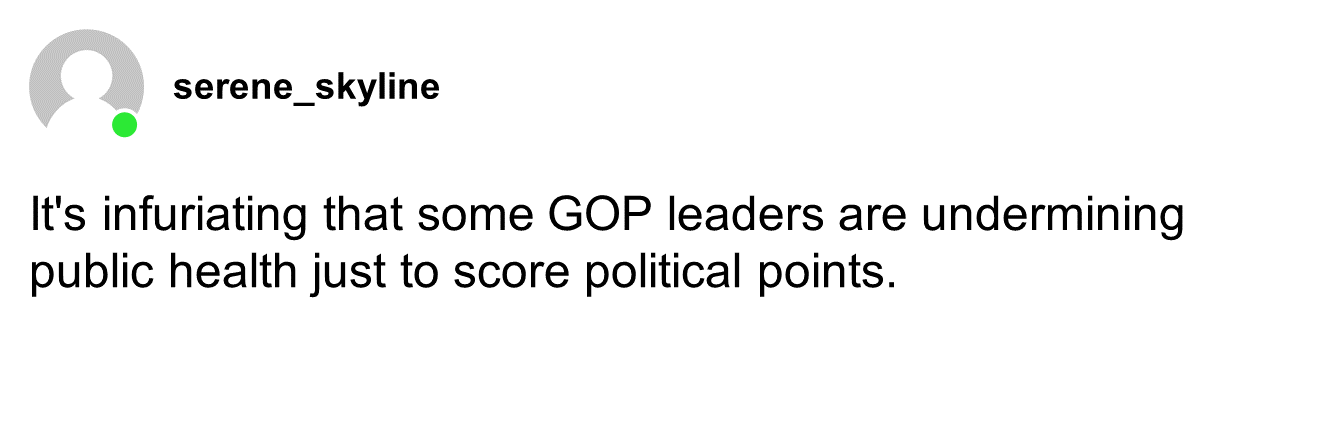 serene_skyline
It's infuriating that some GOP leaders are undermining
public health just to score political points.